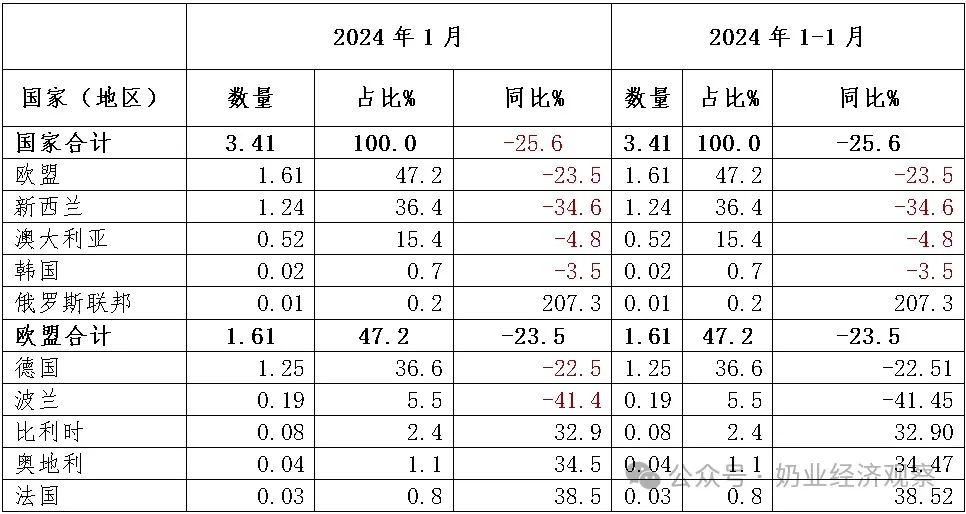 2024 年 1 月 2024 年 1-1 月
国家（地区） 数量 占比% 同比% 数量 占比% 同比%
国家合计 3.41 100.0 -25.6 3.41 100.0 -25.6
欧盟 1.61 47.2 -23.5 1.61 47.2 -23.5
新西兰 1.24 36.4 -34.6 1.24 36.4 -34.6
澳大利亚 0.52 15.4 -4.8 0.52 15.4 -4.8
韩国 0.02 0.7 -3.5 0.02 0.7 -3.5
俄罗斯联邦 0.01 0.2 207.3 0.01 0.2 207.3
欧盟合计 1.61 47.2 -23.5 1.61 47.2 -23.5
德国 1.25 36.6 -22.5 1.25 36.6 -22.51
波兰 0.19 5.5 -41.4 0.19 5.5 -41.45
比利时 0.08 2.4 32.9 0.08 2.4 32.90
奥地利 0.04 1.1 34.5 0.04 1.1 34.47
公众号·奶业经济观察
法国 0.03 0.8 38.5 0.03 0.8 38.52